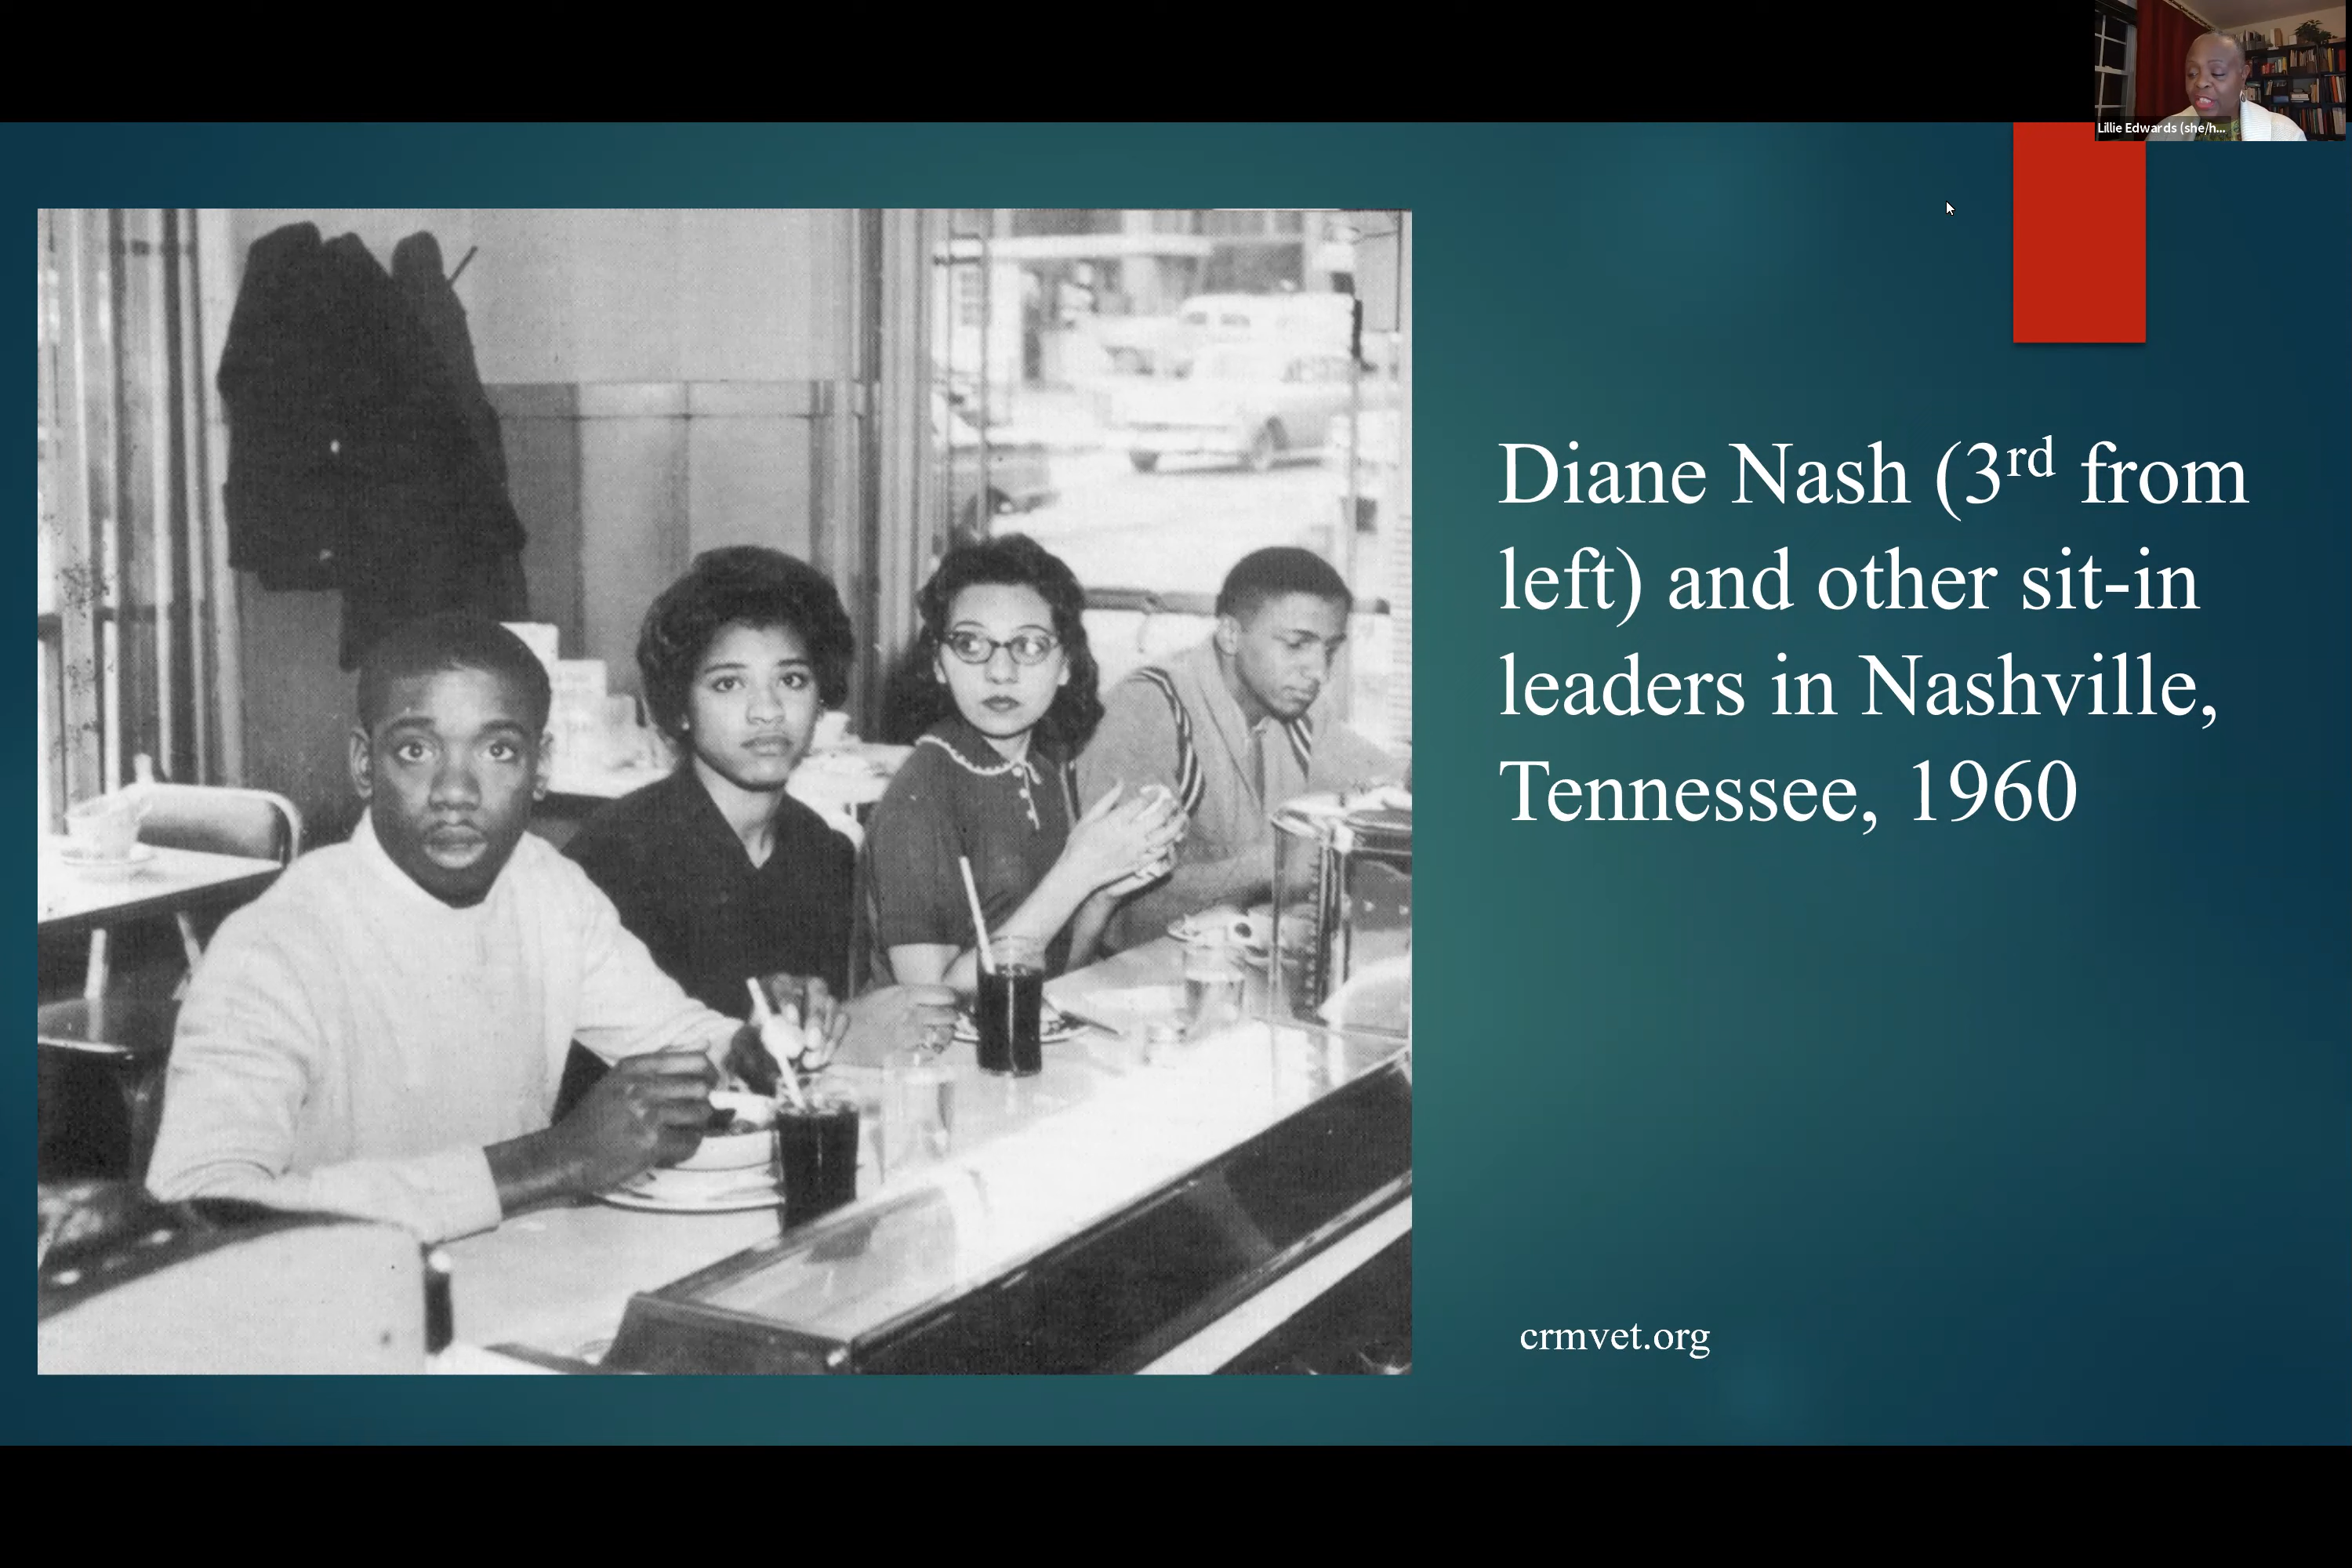 Lillie Edwards (she/h...
Diane Nash (3rd from
left) and other sit-in
leaders in Nashville,
Tennessee, 1960
crmvet.org